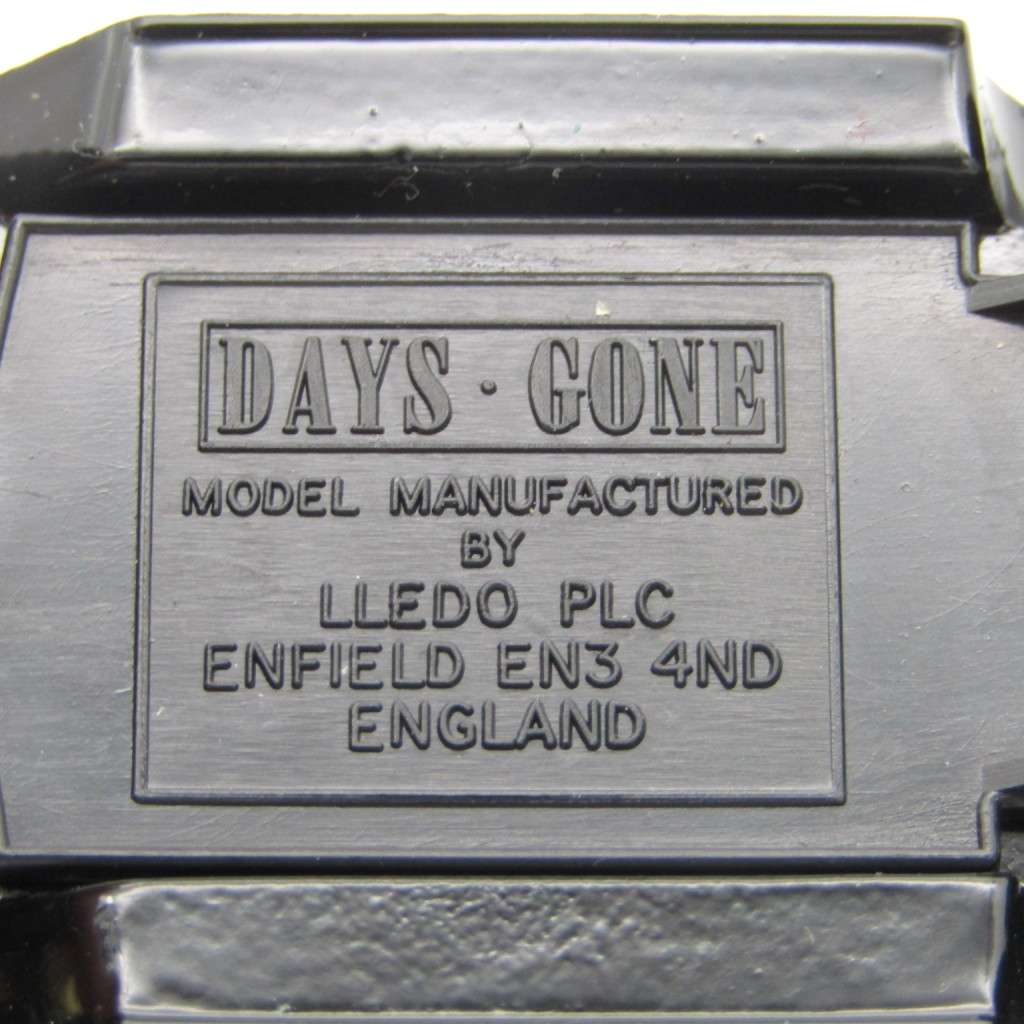 DAYS · GONE
MODEL MANUFACTURED
BY
LLEDO PLC
ENFIELD EN3 4ND
ENGLAND